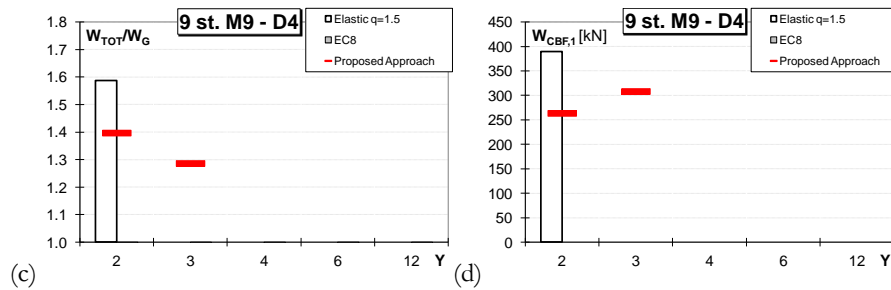 9 st. M9 - D4
W_TOT/W_G
Elastic q=1.5
EC8
Proposed Approach
1.8
1.7
1.6
1.5
1.4
1.3
1.2
1.1
1.0
2 3 4 6 12 Y
(c)
9 st. M9 - D4
W_CBF,1 [kN]
Elastic q=1.5
EC8
Proposed Approach
450
400
350
300
250
200
150
100
50
0
2 3 4 6 12 Y
(d)